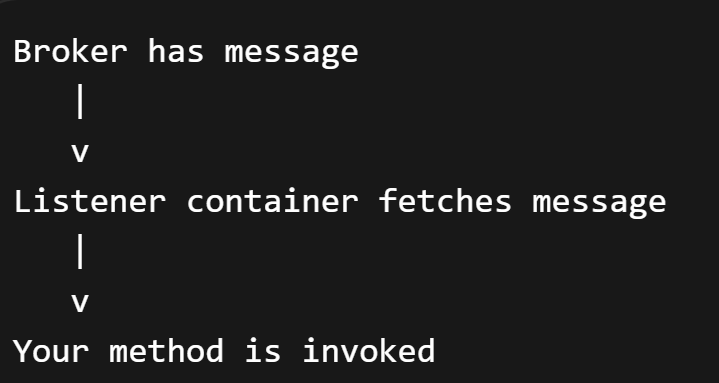 Broker has message
   |
   v
Listener container fetches message
   |
   v
Your method is invoked